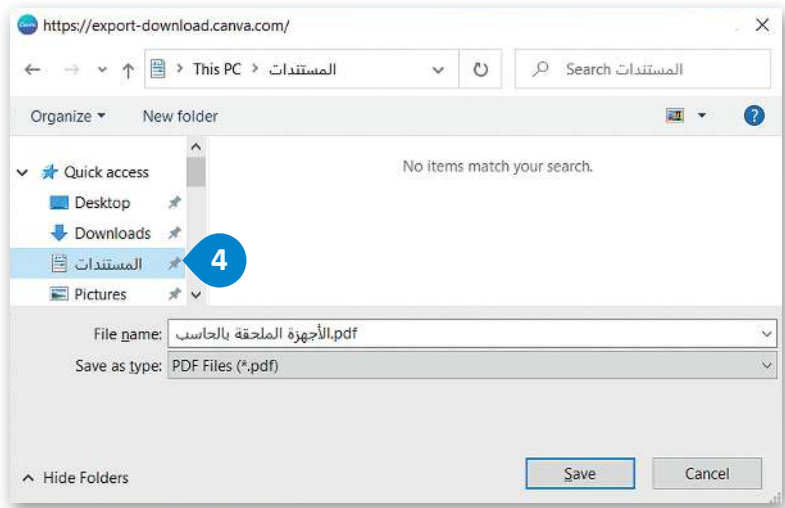 https://export-download.canva.com/
This PC > المستندات
Search المستندات
Organize
New folder
Quick access
Desktop
Downloads
المستندات
4
Pictures
No items match your search.
File name: الأجهزة الملحقة بالحاسب.pdf
Save as type: PDF Files (*.pdf)
Hide Folders
Save
Cancel